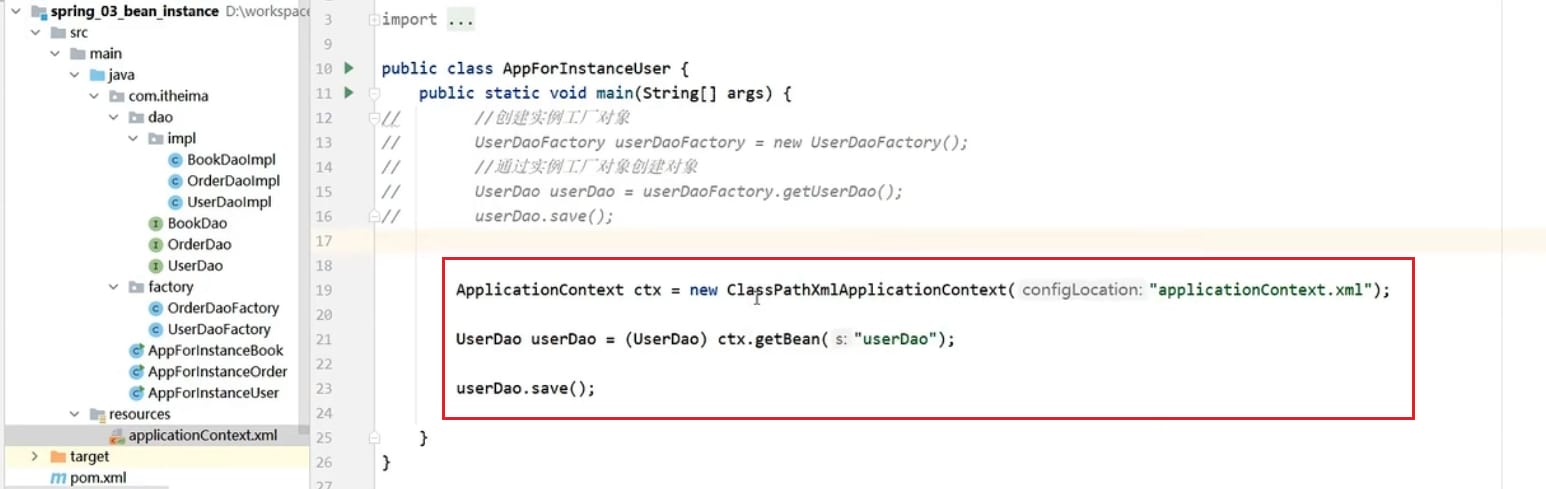 spring_03_bean_instance D:\workspace
src
main
java
com.itheima
dao
impl
BookDaoImpl
OrderDaoImpl
UserDaoImpl
BookDao
OrderDao
UserDao
factory
OrderDaoFactory
UserDaoFactory
AppForInstanceBook
AppForInstanceOrder
AppForInstanceUser
resources
applicationContext.xml
target
pom.xml
3 import ...
9
10 public class AppForInstanceUser {
11 public static void main(String[] args) {
12 // //创建实例工厂对象
13 // UserDaoFactory userDaoFactory = new UserDaoFactory();
14 // //通过实例工厂对象创建对象
15 // UserDao userDao = userDaoFactory.getUserDao();
16 // userDao.save();
17
18
19 ApplicationContext ctx = new ClassPathXmlApplicationContext( configLocation: "applicationContext.xml");
20
21 UserDao userDao = (UserDao) ctx.getBean( s: "userDao");
22
23 userDao.save();
24
25 }
26 }
27